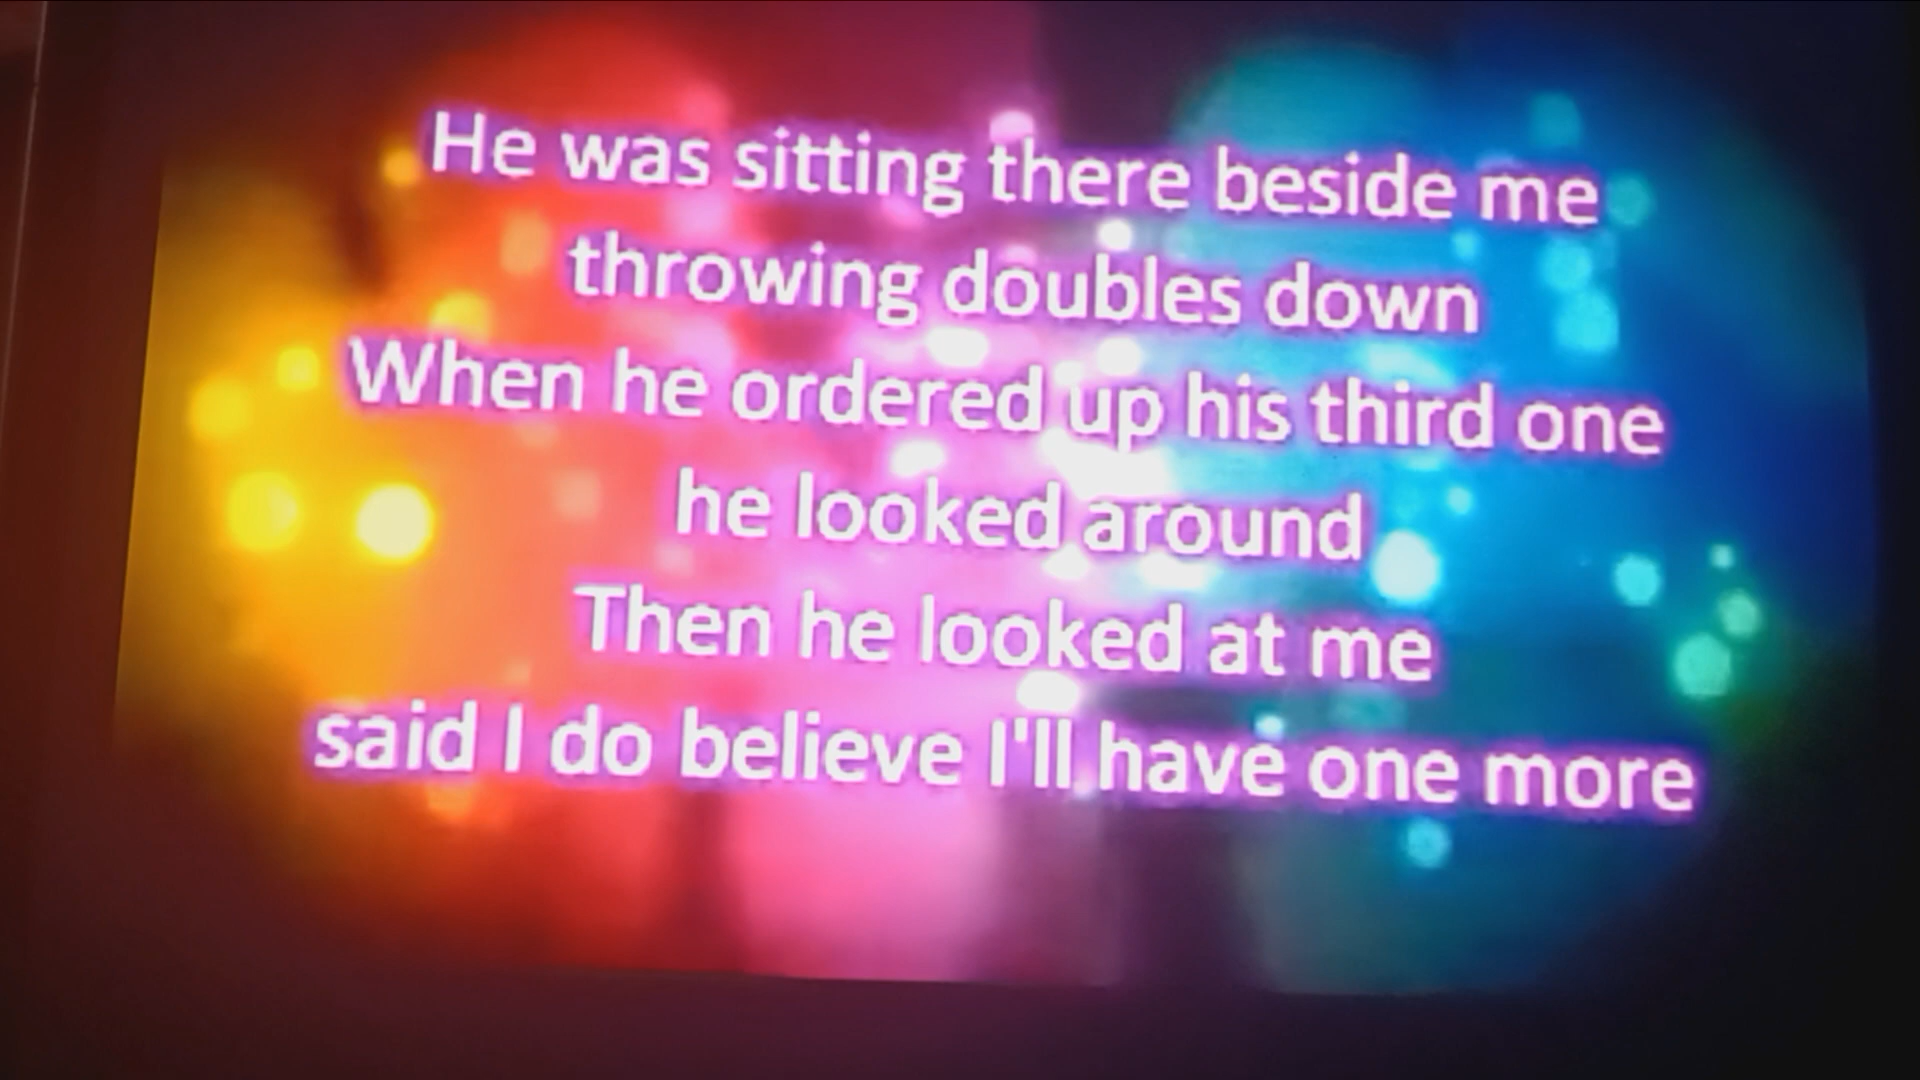 He was sitting there beside me
throwing doubles down
When he ordered up his third one
he looked around
Then he looked at me
said I do believe I'll have one more